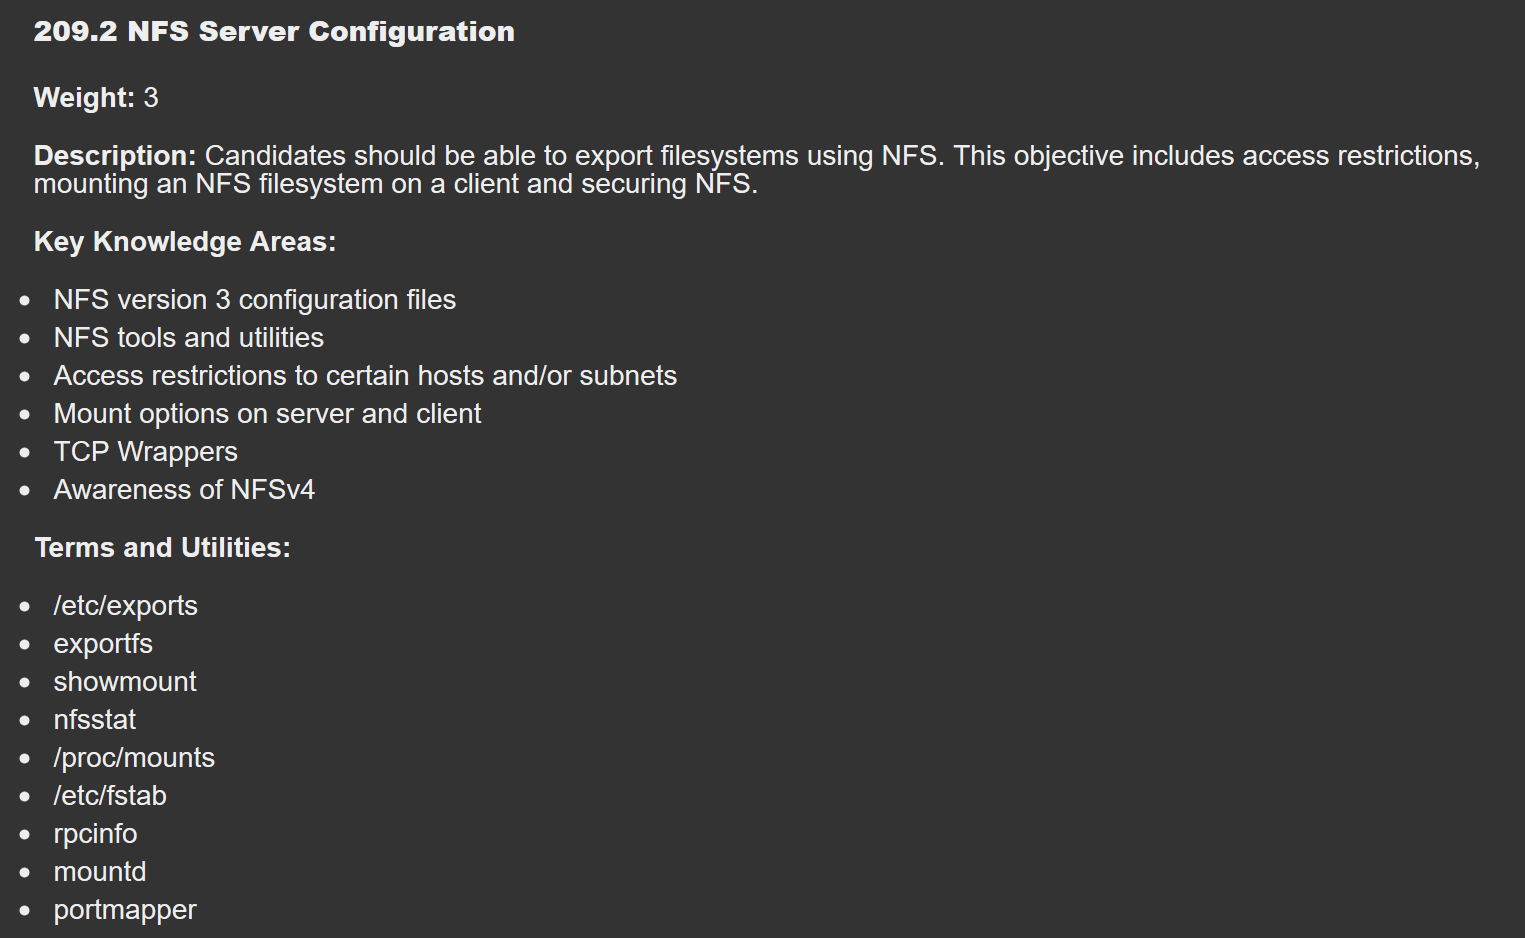 209.2 NFS Server Configuration
Weight: 3
Description: Candidates should be able to export filesystems using NFS. This objective includes access restrictions,
mounting an NFS filesystem on a client and securing NFS.
Key Knowledge Areas:
NFS version 3 configuration files
NFS tools and utilities
Access restrictions to certain hosts and/or subnets
Mount options on server and client
TCP Wrappers
Awareness of NFSv4
Terms and Utilities:
/etc/exports
exportfs
showmount
nfsstat
/proc/mounts
/etc/fstab
rpcinfo
mountd
portmapper